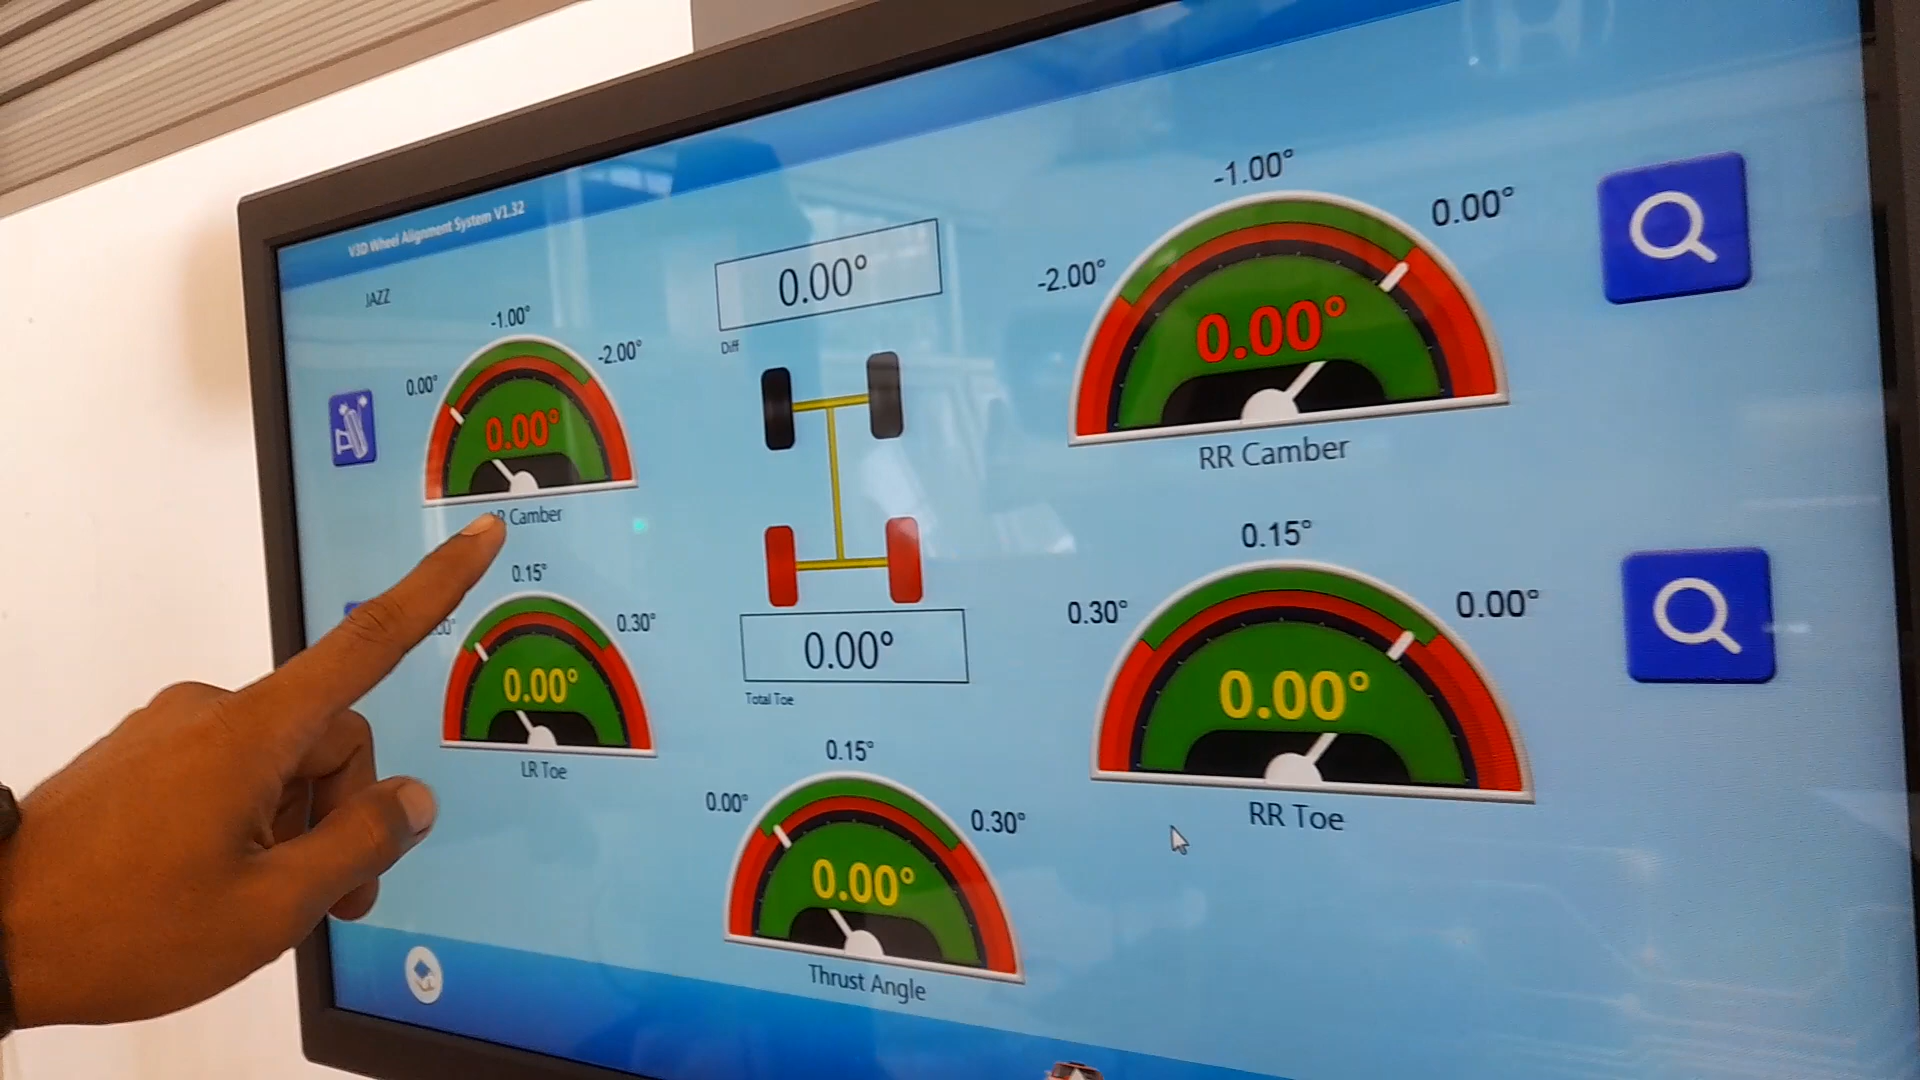 V3D Wheel Alignment System V1.32
JAZZ
-1.00°
0.00°
-2.00°
0.00°
Camber
0.00°
Diff
-1.00°
-2.00°
0.00°
0.00°
RR Camber
0.15°
0.30°
0.00°
LR Toe
0.00°
Total Toe
0.15°
0.30°
0.00°
0.00°
RR Toe
0.15°
0.00°
0.30°
0.00°
Thrust Angle